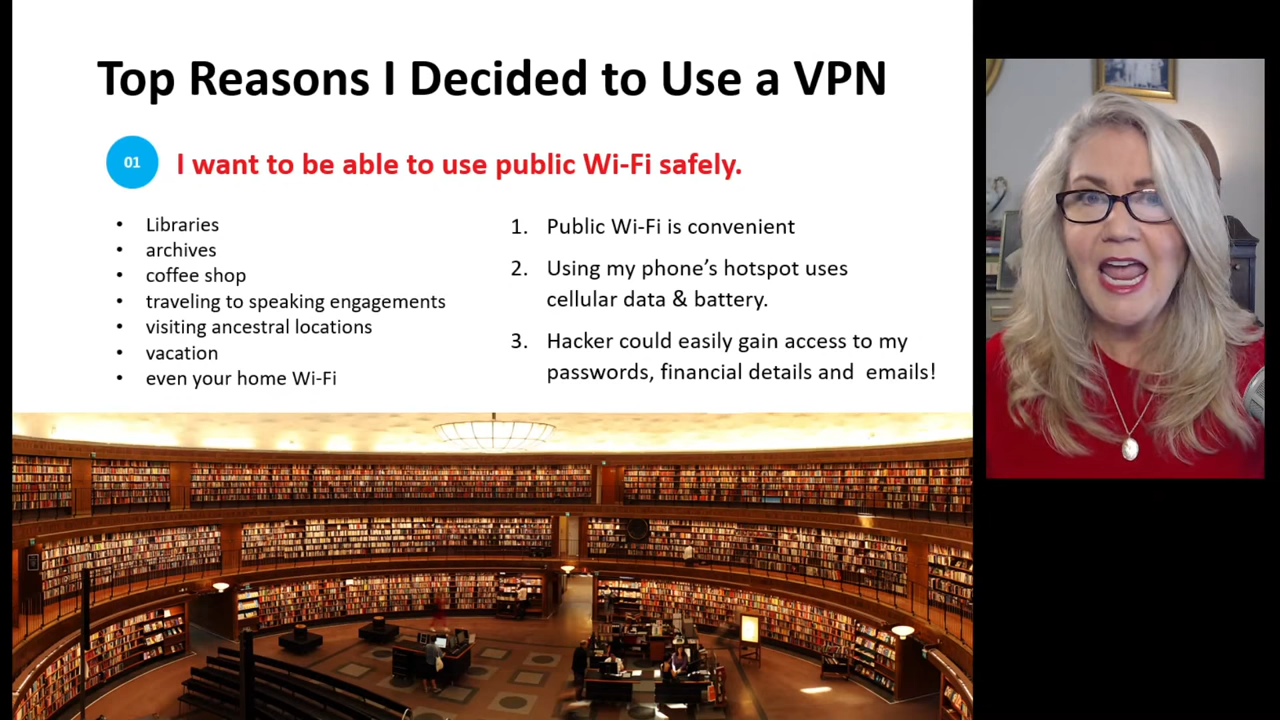 Top Reasons I Decided to Use a VPN
01
I want to be able to use public Wi-Fi safely.
Libraries
archives
coffee shop
traveling to speaking engagements
visiting ancestral locations
vacation
even your home Wi-Fi
1. Public Wi-Fi is convenient
2. Using my phone’s hotspot uses
cellular data & battery.
3. Hacker could easily gain access to my
passwords, financial details and emails!